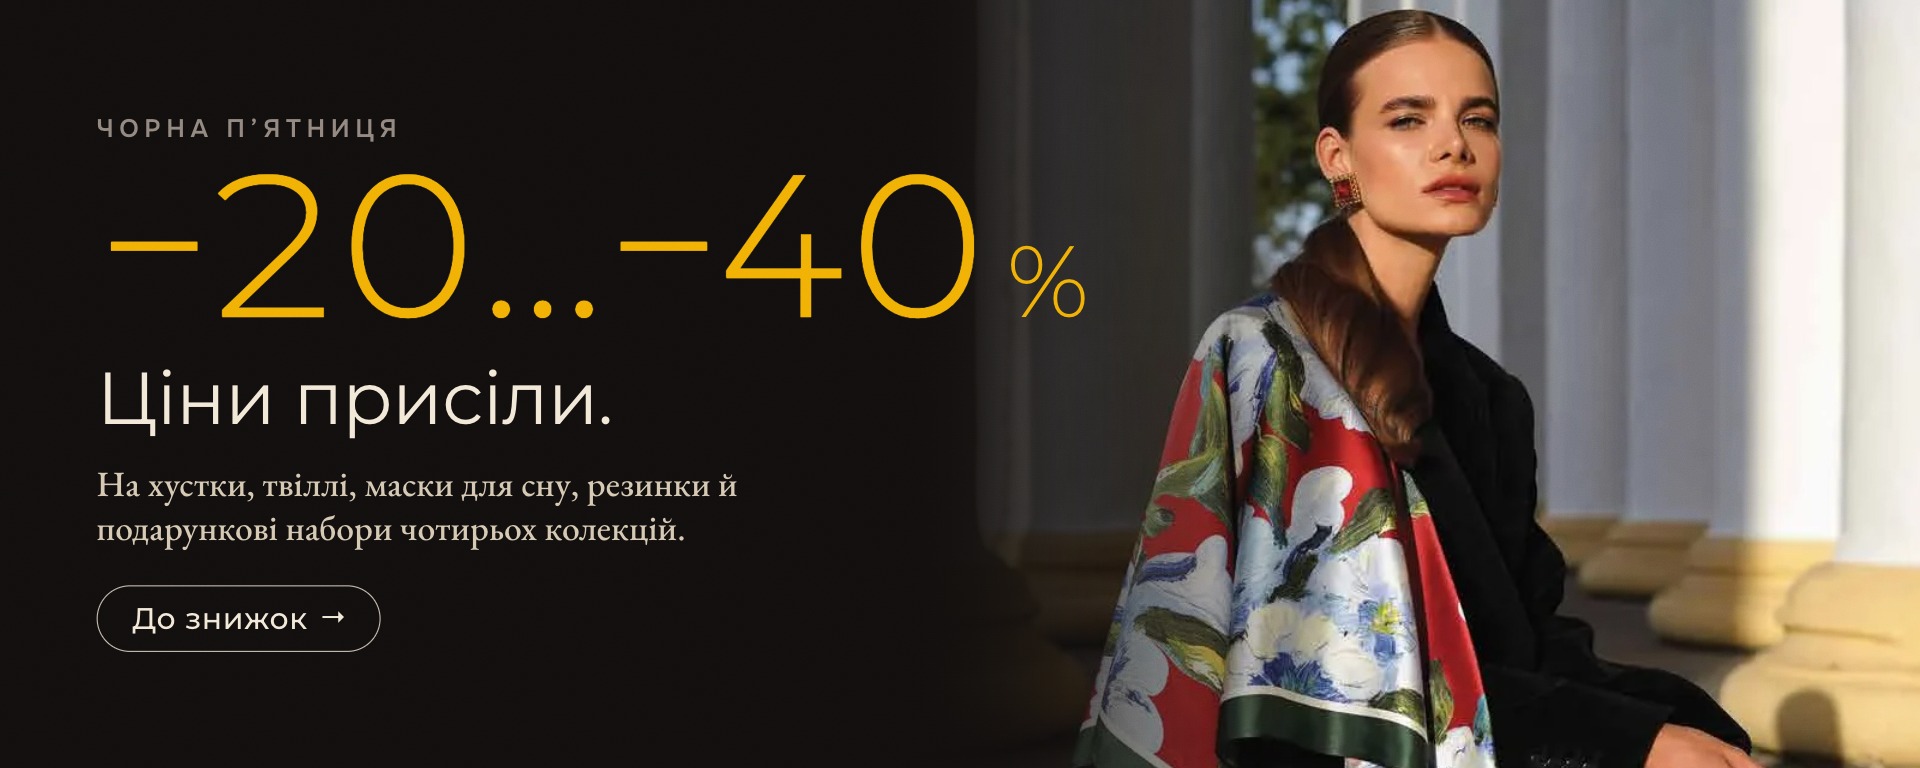 ЧОРНА П’ЯТНИЦЯ
−20...−40 %
Ціни присіли.
На хустки, твіллі, маски для сну, резинки й
подарункові набори чотирьох колекцій.
До знижок →